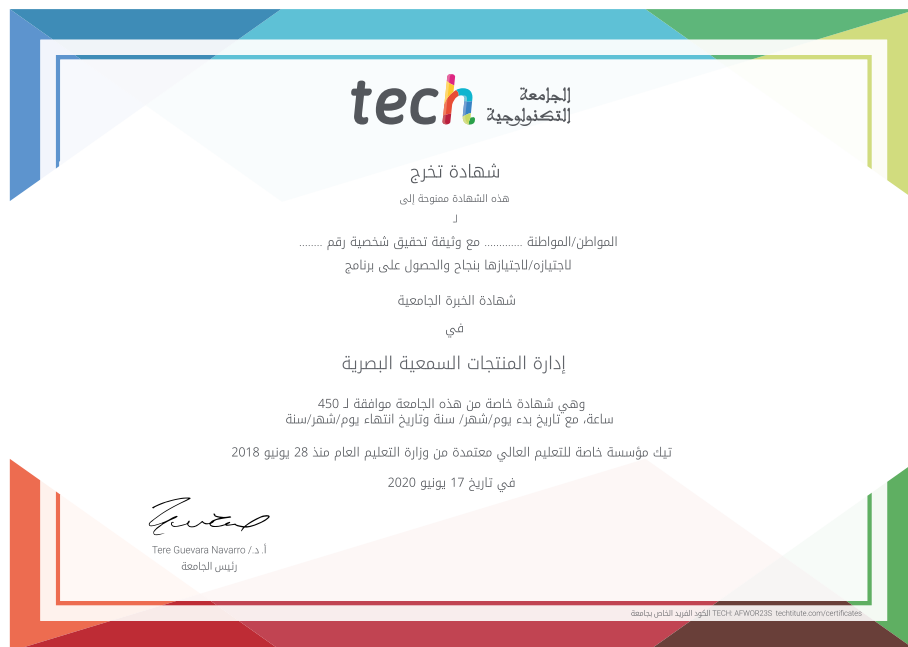 tech الجامعة
التكنولوجية
شهادة تخرج
هذه الشهادة ممنوحة إلى
لـ
المواطن/المواطنة ............ مع وثيقة تحقيق شخصية رقم ........
لاجتيازه/لاجتيازها بنجاح والحصول على برنامج
شهادة الخبرة الجامعية
في
إدارة المنتجات السمعية البصرية
وهي شهادة خاصة من هذه الجامعة موافقة لـ 450
ساعة، مع تاريخ بدء يوم/شهر/ سنة وتاريخ انتهاء يوم/شهر/سنة
تيك مؤسسة خاصة للتعليم العالي معتمدة من وزارة التعليم العام منذ 28 يونيو 2018
في تاريخ 17 يونيو 2020
أ.د./ Tere Guevara Navarro
رئيس الجامعة
الكود الفريد الخاص بجامعة TECH: AFWOR23S techtitute.com/certificates